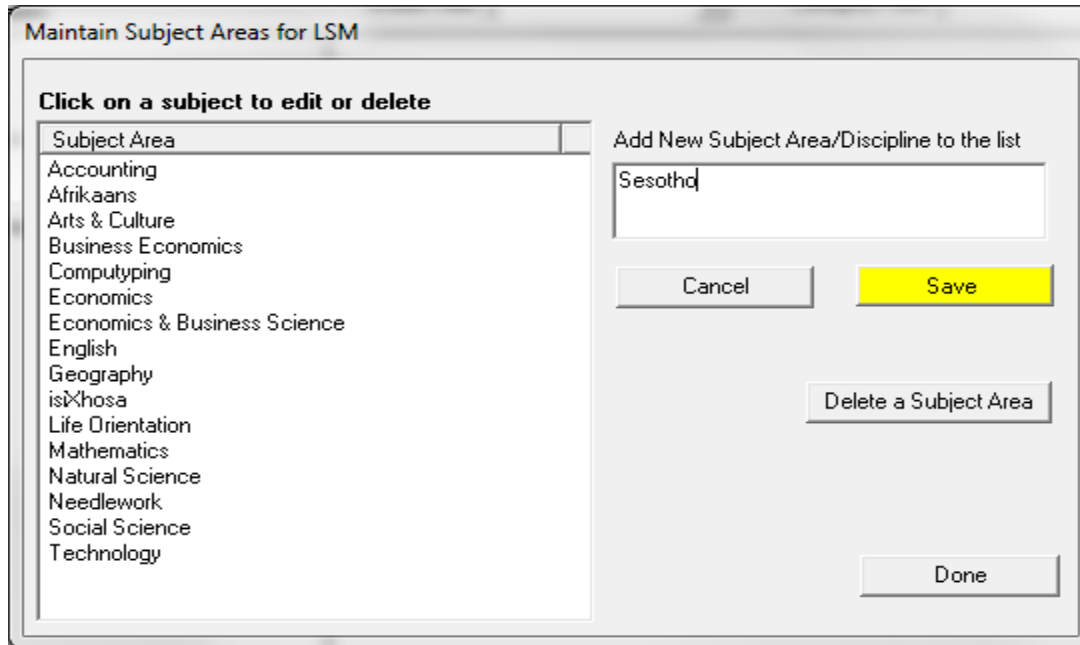 Maintain Subject Areas for LSM
Click on a subject to edit or delete
Subject Area
Accounting
Afrikaans
Arts & Culture
Business Economics
Computyping
Economics
Economics & Business Science
English
Geography
isiXhosa
Life Orientation
Mathematics
Natural Science
Needlework
Social Science
Technology
Add New Subject Area/Discipline to the list
Sesotho
Cancel
Save
Delete a Subject Area
Done